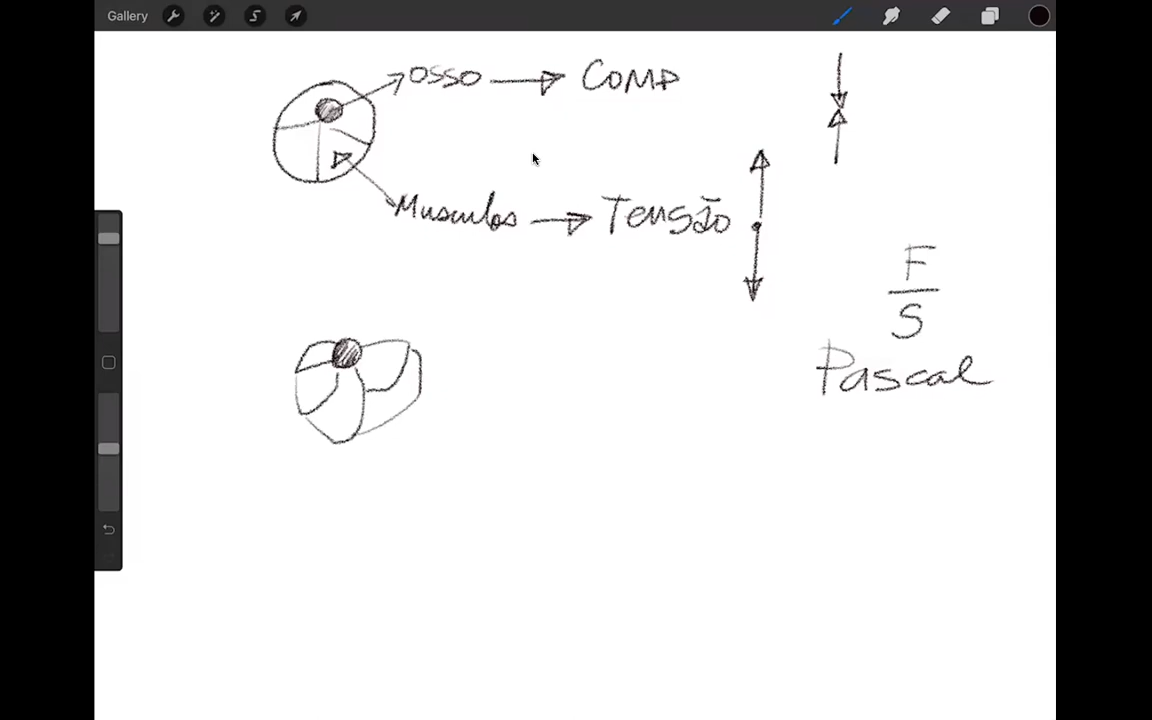 Gallery
OSSO → COMP
Musculos → Tensão
F
S
Pascal